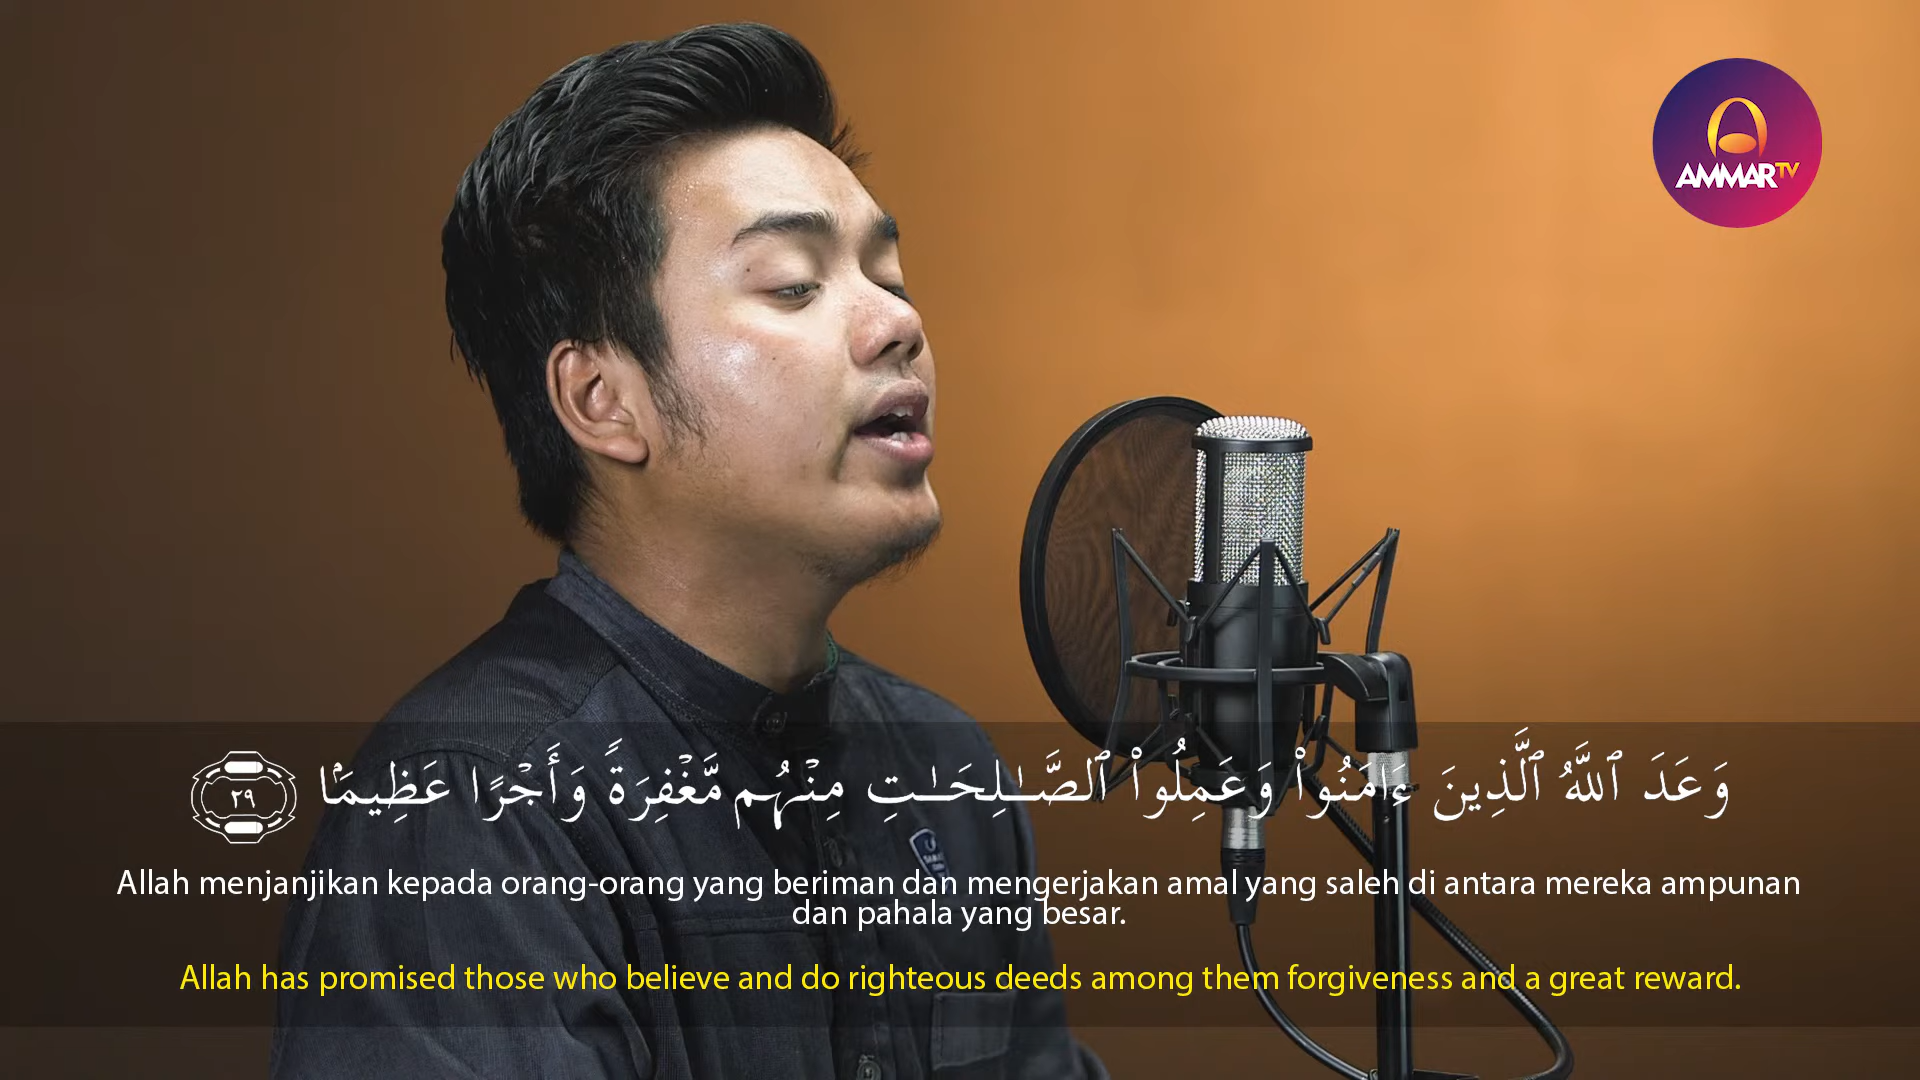 AMMARTV
وَعَدَ ٱللَّهُ ٱلَّذِينَ ءَامَنُوا۟ وَعَمِلُوا۟ ٱلصَّـٰلِحَـٰتِ مِنْهُم مَّغْفِرَةً وَأَجْرًا عَظِيمًۢا ٢٩
Allah menjanjikan kepada orang-orang yang beriman dan mengerjakan amal yang saleh di antara mereka ampunan
dan pahala yang besar.
Allah has promised those who believe and do righteous deeds among them forgiveness and a great reward.